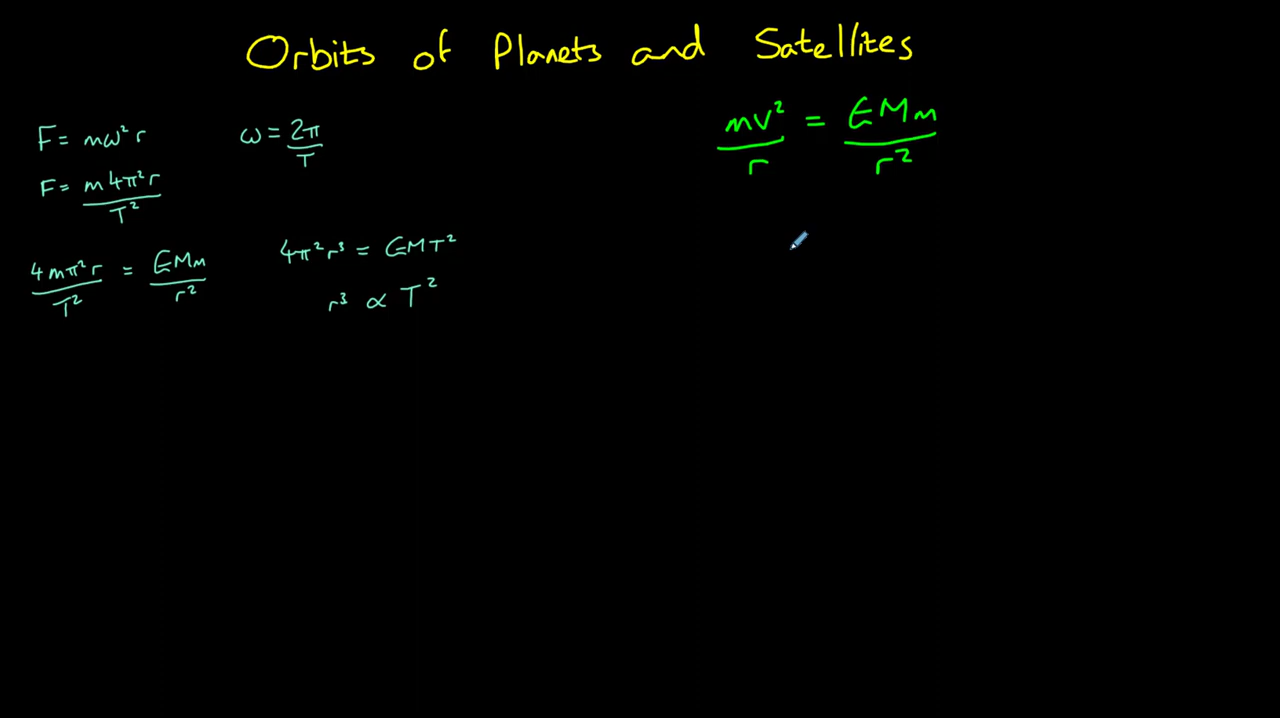 Orbits of Planets and Satellites
F = mω²r
ω = 2π/T
F = m4π²r/T²
4mπ²r/T² = GMm/r²
4π²r³ = GMT²
r³ ∝ T²
mv²/r = GMm/r²